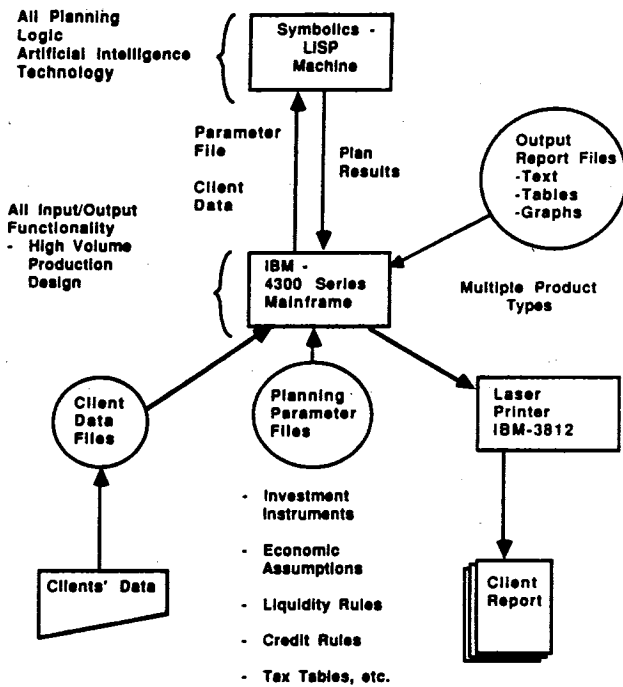 All Planning
Logic
Artificial Intelligence
Technology
Symbolics -
LISP
Machine
Parameter
File
Client
Data
Plan
Results
Output
Report Files
-Text
-Tables
-Graphs
All Input/Output
Functionality
- High Volume
Production
Design
IBM -
4300 Series
Mainframe
Multiple Product
Types
Client
Data
Files
Planning
Parameter
Files
Laser
Printer
IBM-3812
- Investment
Instruments
- Economic
Assumptions
- Liquidity Rules
- Credit Rules
- Tax Tables, etc.
Clients' Data
Client
Report